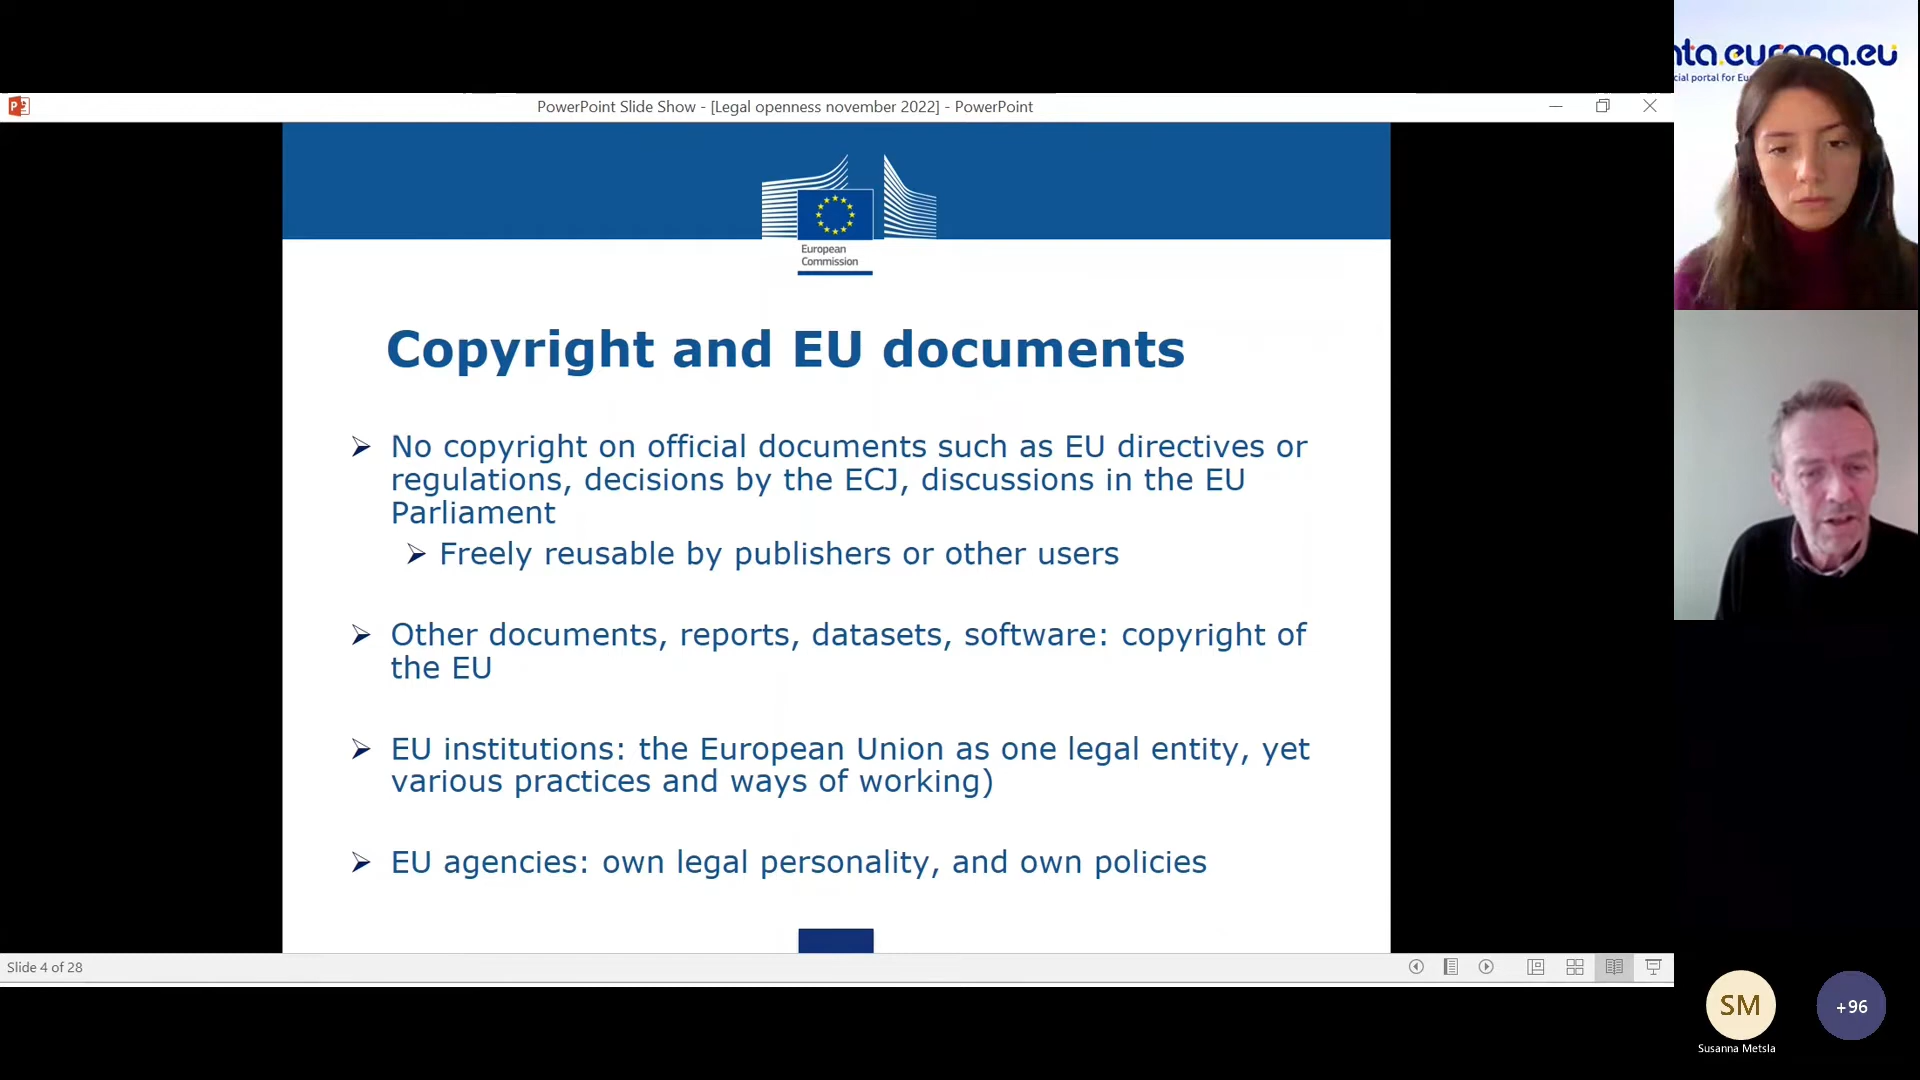 PowerPoint Slide Show - [Legal openness november 2022] - PowerPoint
European
Commission
Copyright and EU documents
No copyright on official documents such as EU directives or
regulations, decisions by the ECJ, discussions in the EU
Parliament
Freely reusable by publishers or other users
Other documents, reports, datasets, software: copyright of
the EU
EU institutions: the European Union as one legal entity, yet
various practices and ways of working)
EU agencies: own legal personality, and own policies
Slide 4 of 28
portal for
SM
Susanna Metsla
+96